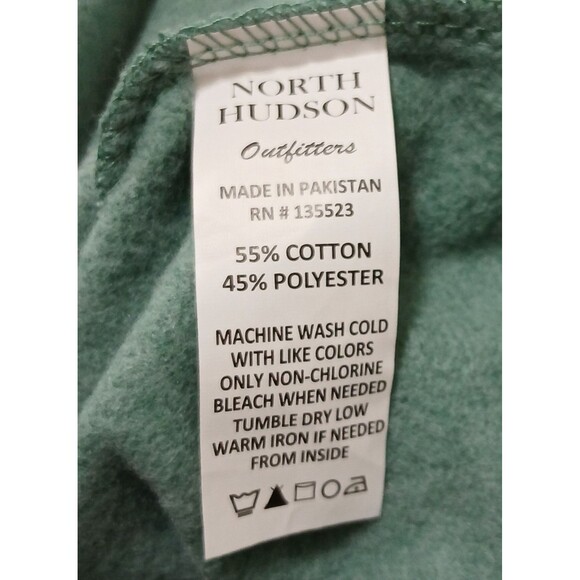 NORTH
HUDSON
Outfitters
MADE IN PAKISTAN
RN # 135523
55% COTTON
45% POLYESTER
MACHINE WASH COLD
WITH LIKE COLORS
ONLY NON-CHLORINE
BLEACH WHEN NEEDED
TUMBLE DRY LOW
WARM IRON IF NEEDED
FROM INSIDE